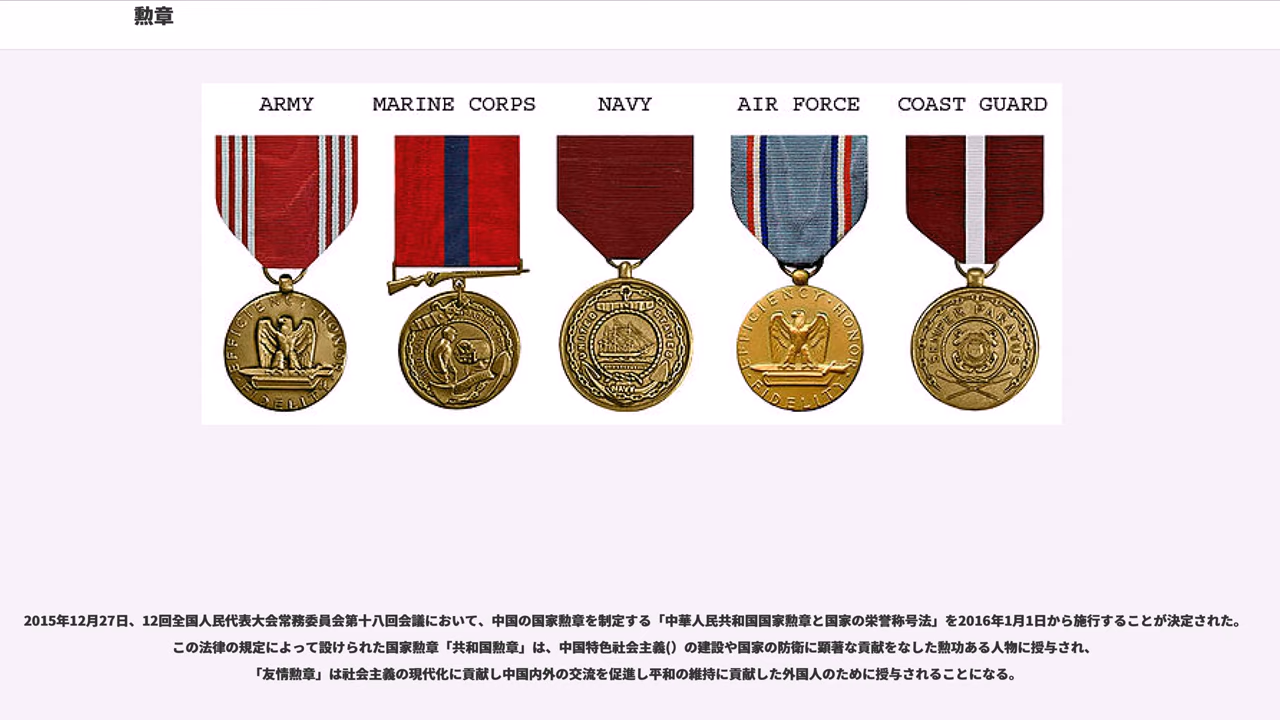 勲章
ARMY MARINE CORPS NAVY AIR FORCE COAST GUARD
EFFICIENCY HONOR FIDELITY
UNITED STATES NAVY
EFFICIENCY · HONOR FIDELITY
SEMPER PARATUS
2015年12月27日、12回全国人民代表大会常務委員会第十八回会議において、中国の国家勲章を制定する「中華人民共和国国家勲章と国家の栄誉称号法」を2016年1月1日から施行することが決定された。
この法律の規定によって設けられた国家勲章「共和国勲章」は、中国特色社会主義(）の建設や国家の防衛に顕著な貢献をなした勲功ある人物に授与され、
「友情勲章」は社会主義の現代化に貢献し中国内外の交流を促進し平和の維持に貢献した外国人のために授与されることになる。